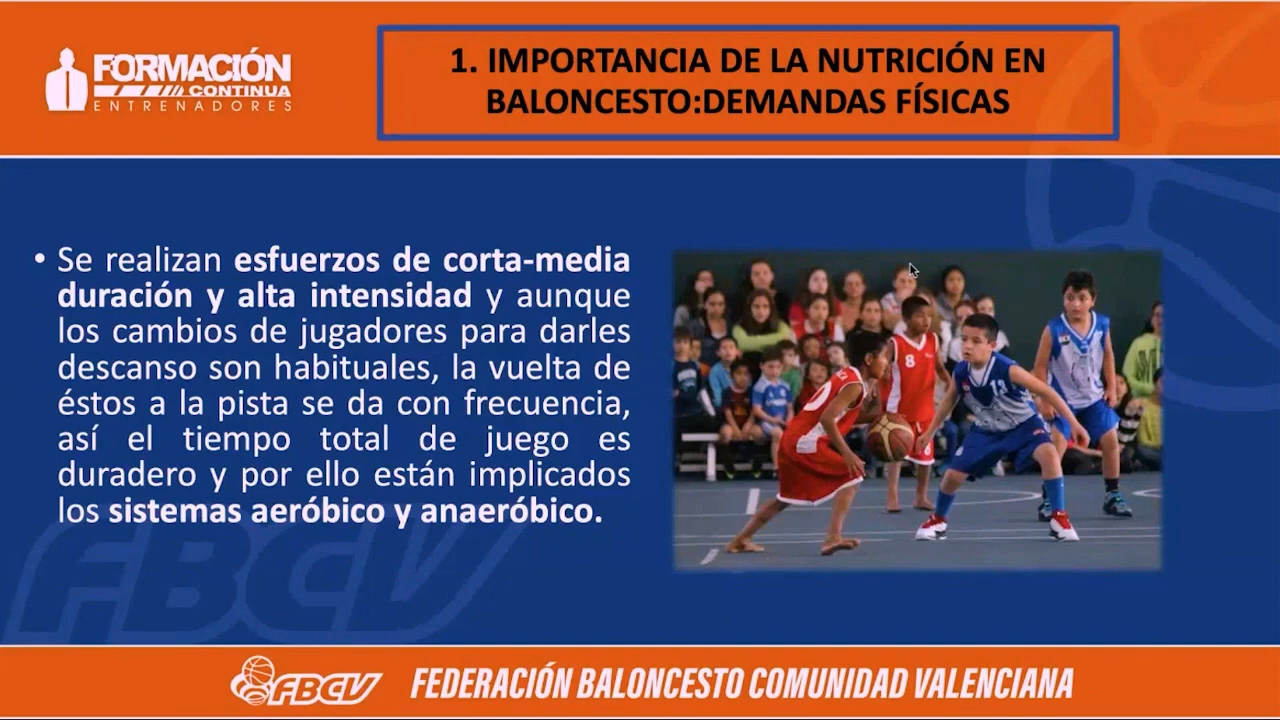 FORMACIÓN
CONTINUA
ENTRENADORES
1. IMPORTANCIA DE LA NUTRICIÓN EN
BALONCESTO:DEMANDAS FÍSICAS
• Se realizan esfuerzos de corta-media
duración y alta intensidad y aunque
los cambios de jugadores para darles
descanso son habituales, la vuelta de
éstos a la pista se da con frecuencia,
así el tiempo total de juego es
duradero y por ello están implicados
los sistemas aeróbico y anaeróbico.
8
11
FBCV
FBCV
FEDERACIÓN BALONCESTO COMUNIDAD VALENCIANA